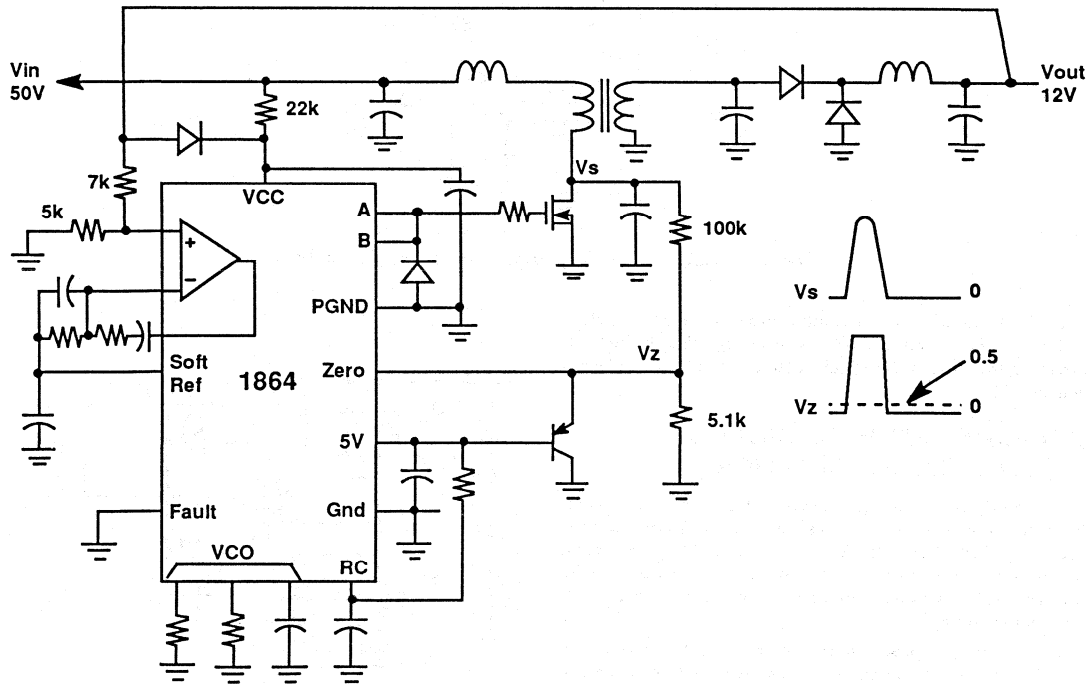 Vin
50V
Vout
12V
22k
7k
5k
VCC
A
B
PGND
Vs
100k
+
−
Soft
Ref
1864
Zero
Vz
5.1k
5V
Fault
Gnd
VCO
RC
Vs
0
0.5
Vz
0